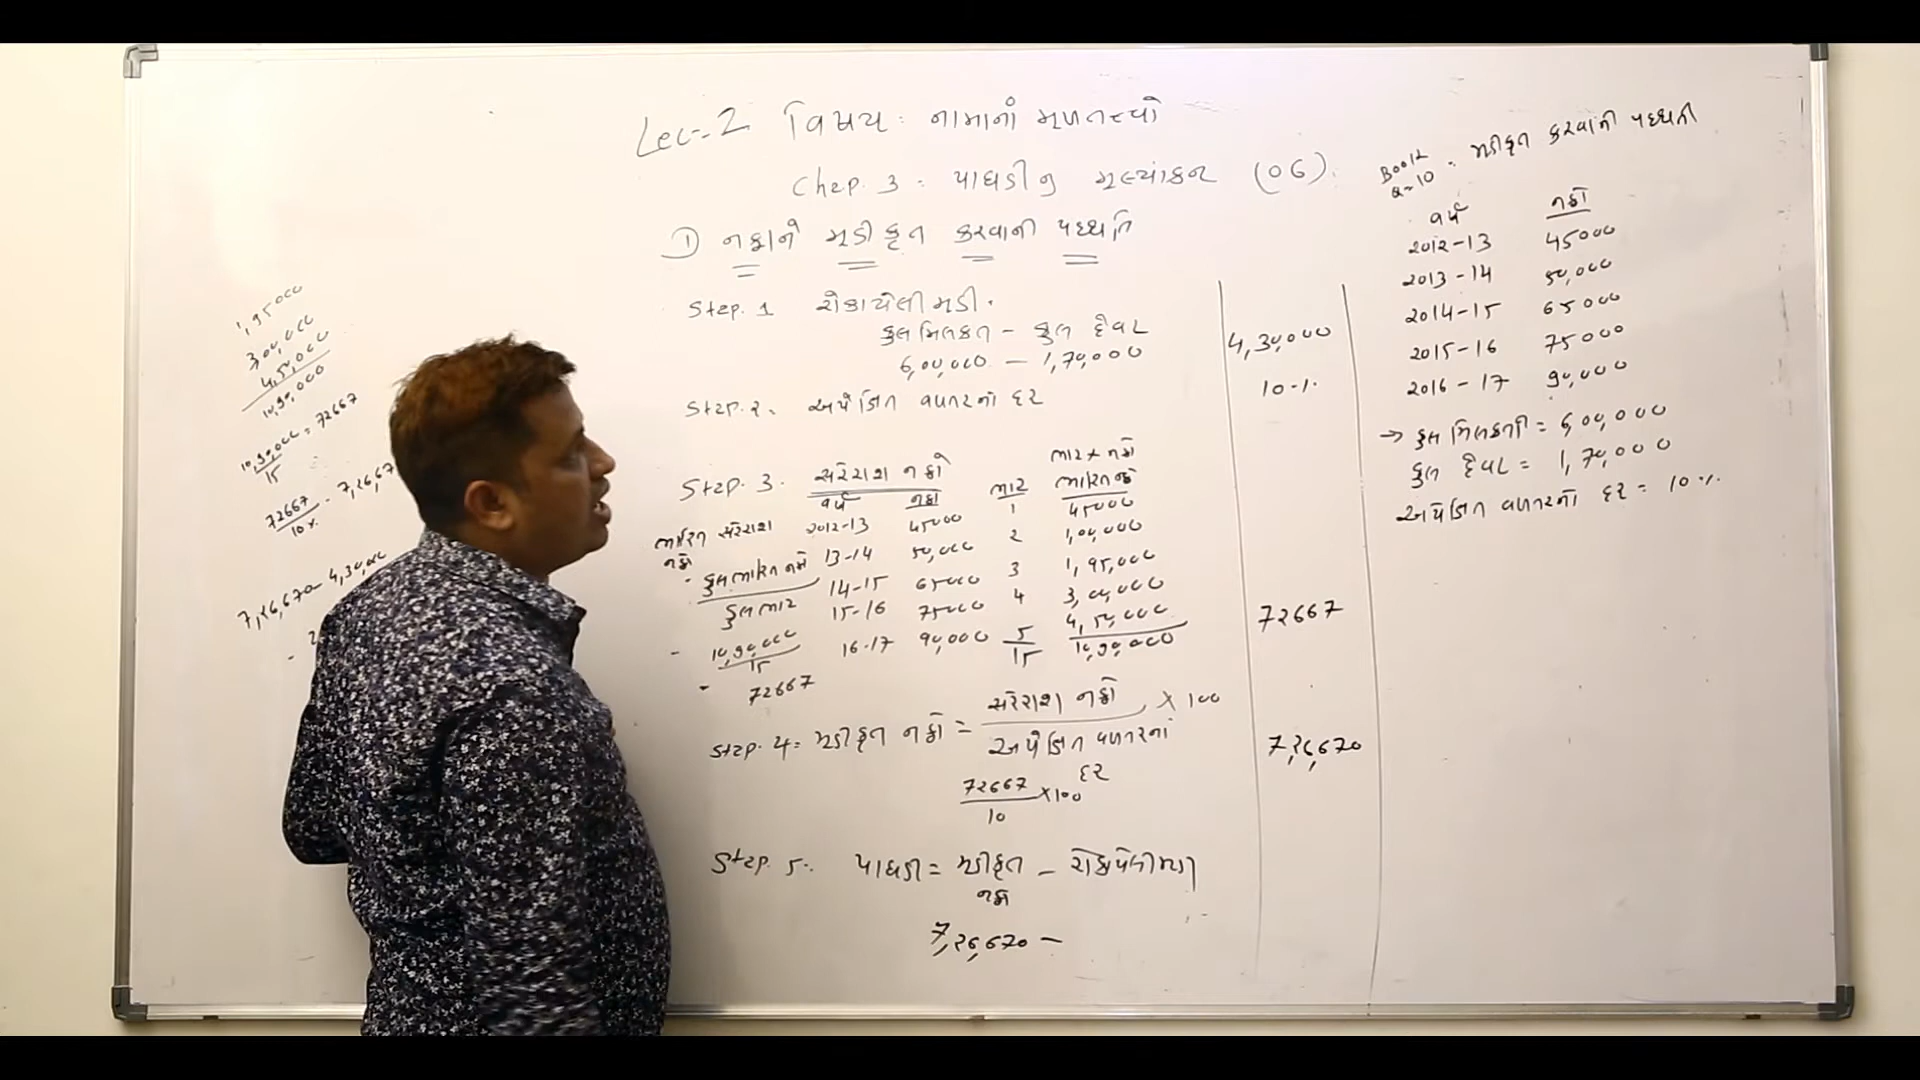 Lec-2 વિષય: નામાનાં મૂળતત્ત્વો
Chap. 3 : પાઘડીનુ મૂલ્યાંકન (06).
1) નફાને મૂડીકૃત કરવાની પધ્ધતિ
Step. 1 રોકાયેલી મૂડી.
કુલ મિલકત - કુલ દેવા
6,00,000 - 1,70,000 4,30,000
Step. 2. અપેક્ષિત વળતરનો દર 10%.
Step. 3. સરેરાશ નફો
ભાર × નફો
વર્ષ નફા ભાર ભારિત નફો
ભારિત સરેરાશ નફો 2012-13 45000 1 45000
- કુલ ભારિત નફો 13-14 50,000 2 1,00,000
કુલ ભાર 14-15 65000 3 1,95,000
15-16 75000 4 3,00,000
- 10,90,000 16-17 90,000 5 4,50,000
15 15 10,90,000
- 72667 72667
Step. 4 = મૂડીકૃત નફો = સરેરાશ નફો × 100
અપેક્ષિત વળતરનો દર
72667 × 100
10
7,26,670
Step. 5. પાઘડી = મૂડીકૃત નફો - રોકાયેલી મૂડી
7,26,670 -
Book
Q-10 : મૂડીકૃત કરવાની પધ્ધતી
વર્ષ નફો
2012-13 45000
2013-14 50,000
2014-15 65000
2015-16 75000
2016-17 90,000
→ કુલ મિલકતો = 6,00,000
કુલ દેવા = 1,70,000
અપેક્ષિત વળતરનો દર = 10%.
1,95000
300,000
4,50,000
10,90,000
10,90,000 = 72667
15
72667 - 7,26,67
10%
7,26,670 - 4,30,00